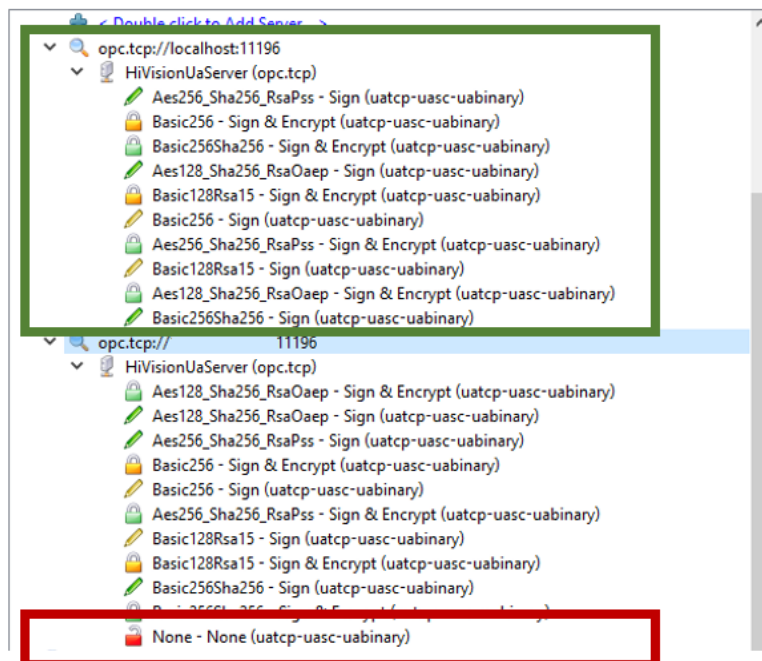 < Double click to Add Server... >
opc.tcp://localhost:11196
HiVisionUaServer (opc.tcp)
Aes256_Sha256_RsaPss - Sign (uatcp-uasc-uabinary)
Basic256 - Sign & Encrypt (uatcp-uasc-uabinary)
Basic256Sha256 - Sign & Encrypt (uatcp-uasc-uabinary)
Aes128_Sha256_RsaOaep - Sign (uatcp-uasc-uabinary)
Basic128Rsa15 - Sign & Encrypt (uatcp-uasc-uabinary)
Basic256 - Sign (uatcp-uasc-uabinary)
Aes256_Sha256_RsaPss - Sign & Encrypt (uatcp-uasc-uabinary)
Basic128Rsa15 - Sign (uatcp-uasc-uabinary)
Aes128_Sha256_RsaOaep - Sign & Encrypt (uatcp-uasc-uabinary)
Basic256Sha256 - Sign (uatcp-uasc-uabinary)
opc.tcp:// 11196
HiVisionUaServer (opc.tcp)
Aes128_Sha256_RsaOaep - Sign & Encrypt (uatcp-uasc-uabinary)
Aes128_Sha256_RsaOaep - Sign (uatcp-uasc-uabinary)
Aes256_Sha256_RsaPss - Sign (uatcp-uasc-uabinary)
Basic256 - Sign & Encrypt (uatcp-uasc-uabinary)
Basic256 - Sign (uatcp-uasc-uabinary)
Aes256_Sha256_RsaPss - Sign & Encrypt (uatcp-uasc-uabinary)
Basic128Rsa15 - Sign (uatcp-uasc-uabinary)
Basic128Rsa15 - Sign & Encrypt (uatcp-uasc-uabinary)
Basic256Sha256 - Sign (uatcp-uasc-uabinary)
Basic256Sha256 - Sign & Encrypt (uatcp-uasc-uabinary)
None - None (uatcp-uasc-uabinary)